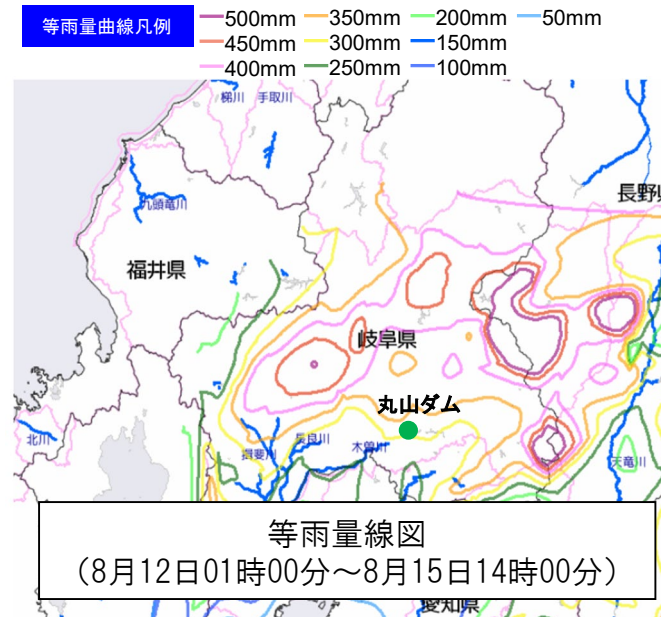 等雨量曲線凡例
500mm 350mm 200mm 50mm
450mm 300mm 150mm
400mm 250mm 100mm
梯川 手取川
長野県
九頭竜川
福井県
岐阜県
丸山ダム
北川 揖斐川 長良川 木曽川 天竜川
等雨量線図
(8月12日01時00分～8月15日14時00分)
愛知県